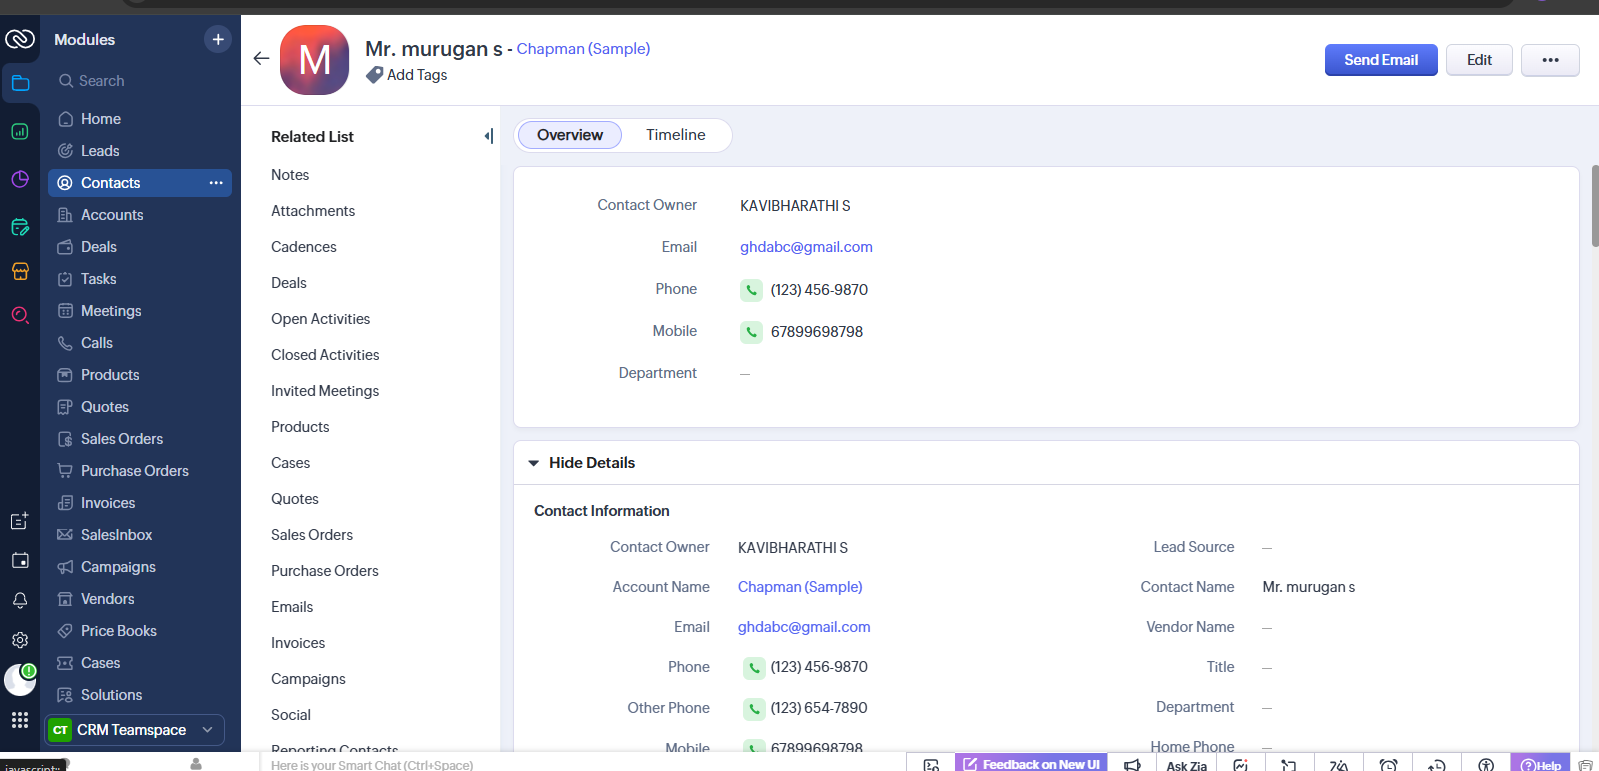 Modules
+
Search
Home
Leads
Contacts
Accounts
Deals
Tasks
Meetings
Calls
Products
Quotes
Sales Orders
Purchase Orders
Invoices
SalesInbox
Campaigns
Vendors
Price Books
Cases
Solutions
CT CRM Teamspace
M
Mr. murugan s - Chapman (Sample)
Add Tags
Send Email
Edit
•••
Related List
Notes
Attachments
Cadences
Deals
Open Activities
Closed Activities
Invited Meetings
Products
Cases
Quotes
Sales Orders
Purchase Orders
Emails
Invoices
Campaigns
Social
Reporting Contacts
Overview Timeline
Contact Owner KAVIBHARATHI S
Email ghdabc@gmail.com
Phone (123) 456-9870
Mobile 67899698798
Department —
Hide Details
Contact Information
Contact Owner KAVIBHARATHI S
Lead Source —
Account Name Chapman (Sample)
Contact Name Mr. murugan s
Email ghdabc@gmail.com
Vendor Name —
Phone (123) 456-9870
Title —
Other Phone (123) 654-7890
Department —
Mobile 67899698798
Home Phone —
Here is your Smart Chat (Ctrl+Space)
Feedback on New UI
Ask Zia
Help